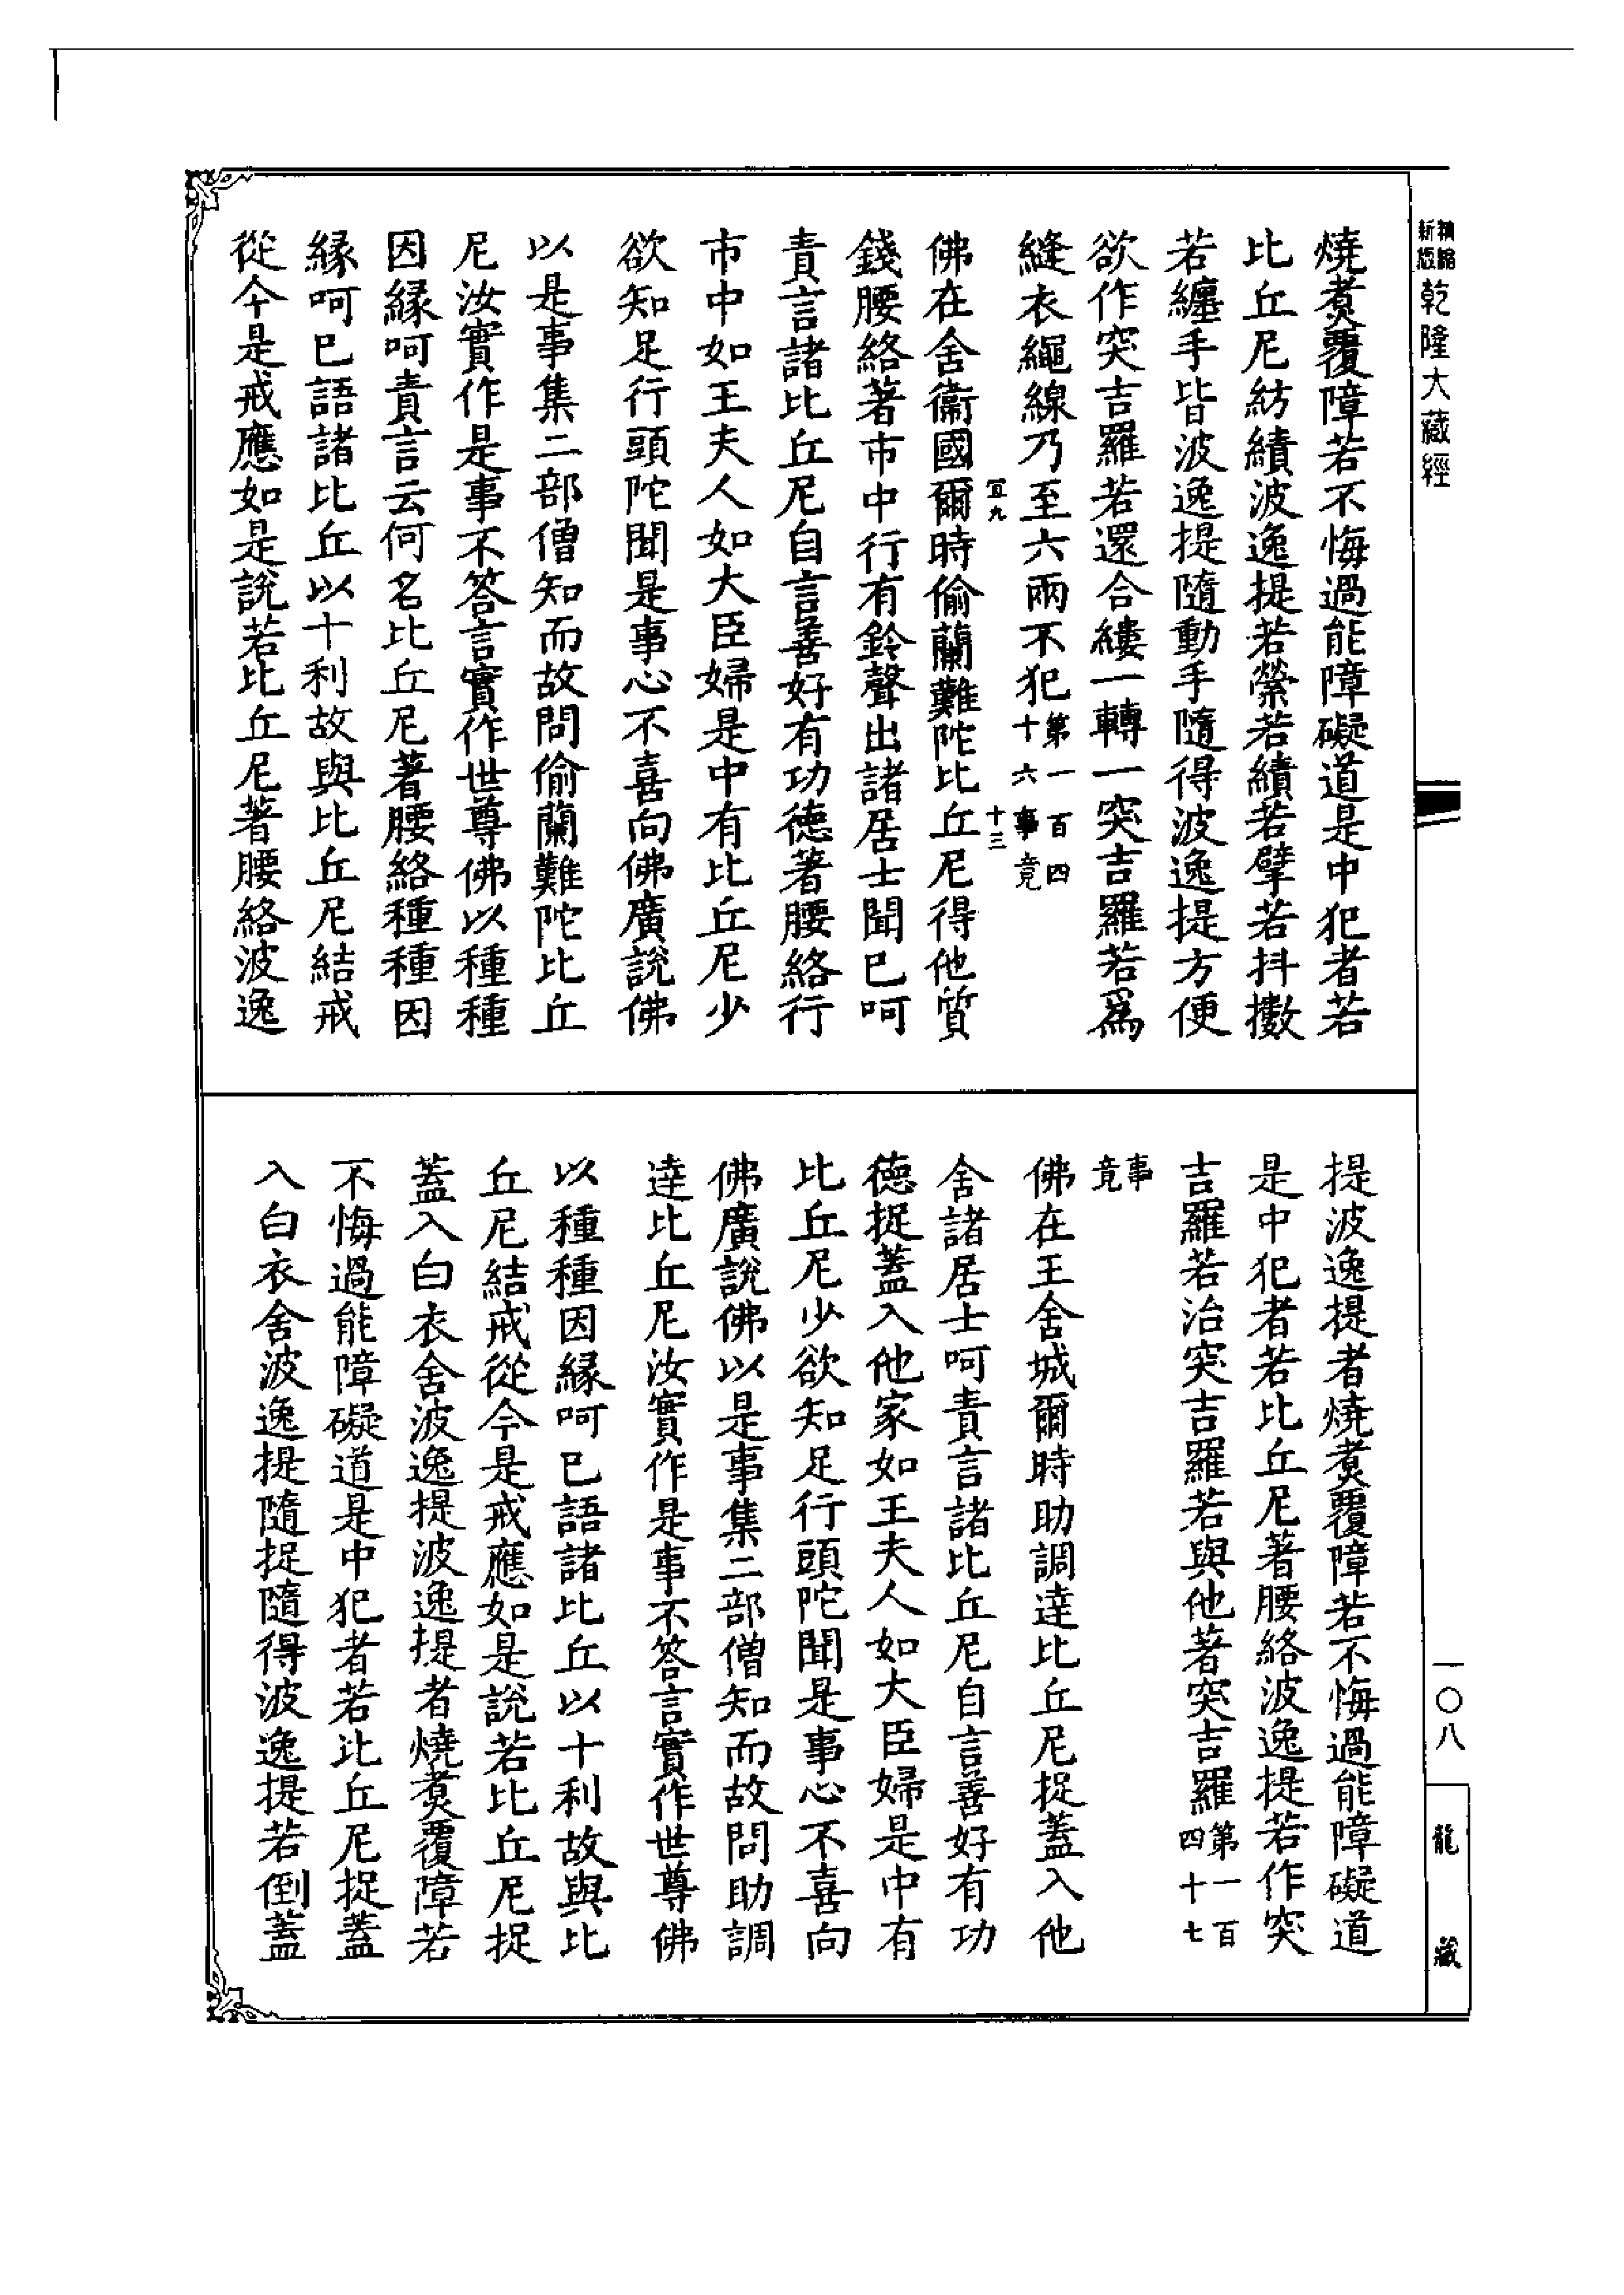 新縮
新版
乾隆大藏經
燒煑覆障若不悔過能障礙道是中犯者若
比丘尼紡績波逸提若縈若績若擘若抖擻
若纏手皆波逸提隨動手隨得波逸提方便
欲作突吉羅若還合縷一轉一突吉羅若爲
縫衣繩線乃至六兩不犯第一百四十六事竟
宜九
十三
佛在舍衞國爾時偷蘭難陀比丘尼得他質
錢腰絡著市中行有鈴聲出諸居士聞已呵
責言諸比丘尼自言善好有功德著腰絡行
市中如王夫人如大臣婦是中有比丘尼少
欲知足行頭陀聞是事心不喜向佛廣說佛
以是事集二部僧知而故問偷蘭難陀比丘
尼汝實作是事不答言實作世尊佛以種種
因緣呵責言云何名比丘尼著腰絡種種因
緣呵已語諸比丘以十利故與比丘尼結戒
從今是戒應如是說若比丘尼著腰絡波逸
提波逸提者燒煑覆障若不悔過能障礙道
是中犯者若比丘尼著腰絡波逸提若作突
吉羅若治突吉羅若與他著突吉羅第一百四十七
事竟
佛在王舍城爾時助調達比丘尼捉蓋入他
舍諸居士呵責言諸比丘尼自言善好有功
德捉蓋入他家如王夫人如大臣婦是中有
比丘尼少欲知足行頭陀聞是事心不喜向
佛廣說佛以是事集二部僧知而故問助調
達比丘尼汝實作是事不答言實作世尊佛
以種種因緣呵已語諸比丘以十利故與比
丘尼結戒從今是戒應如是說若比丘尼捉
蓋入白衣舍波逸提波逸提者燒煑覆障若
不悔過能障礙道是中犯者若比丘尼捉蓋
入白衣舍波逸提隨捉隨得波逸提若倒蓋
一〇八
龍藏